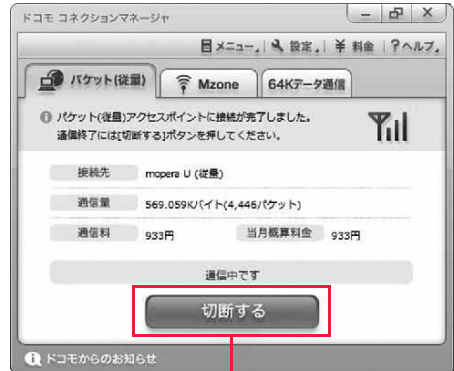 ドコモ コネクションマネージャ
メニュー 設定 ¥ 料金 ?ヘルプ
パケット(従量) Mzone 64Kデータ通信
パケット(従量)アクセスポイントに接続が完了しました。
通信終了には[切断する]ボタンを押してください。
接続先 mopera U (従量)
通信量 569.059Kバイト(4,446パケット)
通信料 933円 当月概算料金 933円
通信中です
切断する
ドコモからのお知らせ